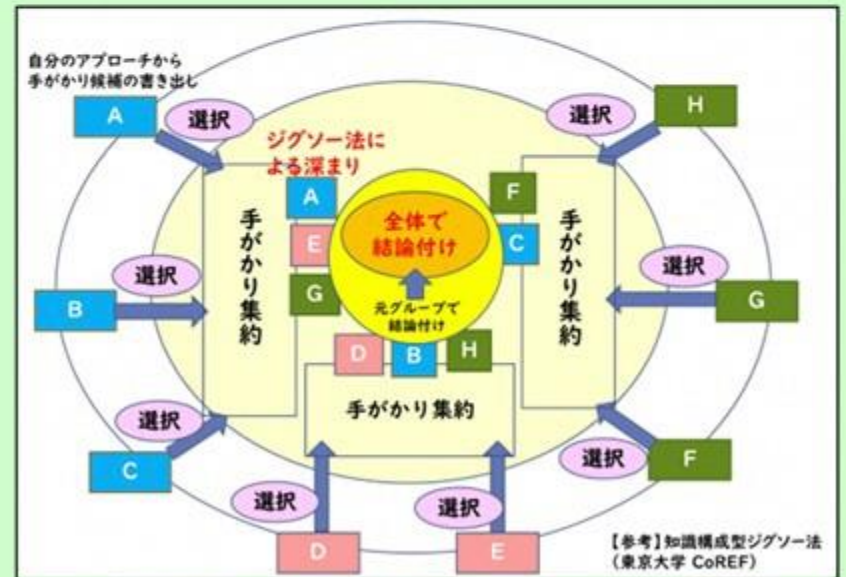 自分のアプローチから
手がかり候補の書き出し
A
選択
ジグソー法に
よる深まり
選択
H
手がかり集約
A
E
G
全体で
結論付け
元グループで
結論付け
F
C
手がかり集約
B
選択
選択
G
D
B
H
手がかり集約
C
選択
選択
F
選択
D
選択
E
【参考】知識構成型ジグソー法
（東京大学 CoREF）